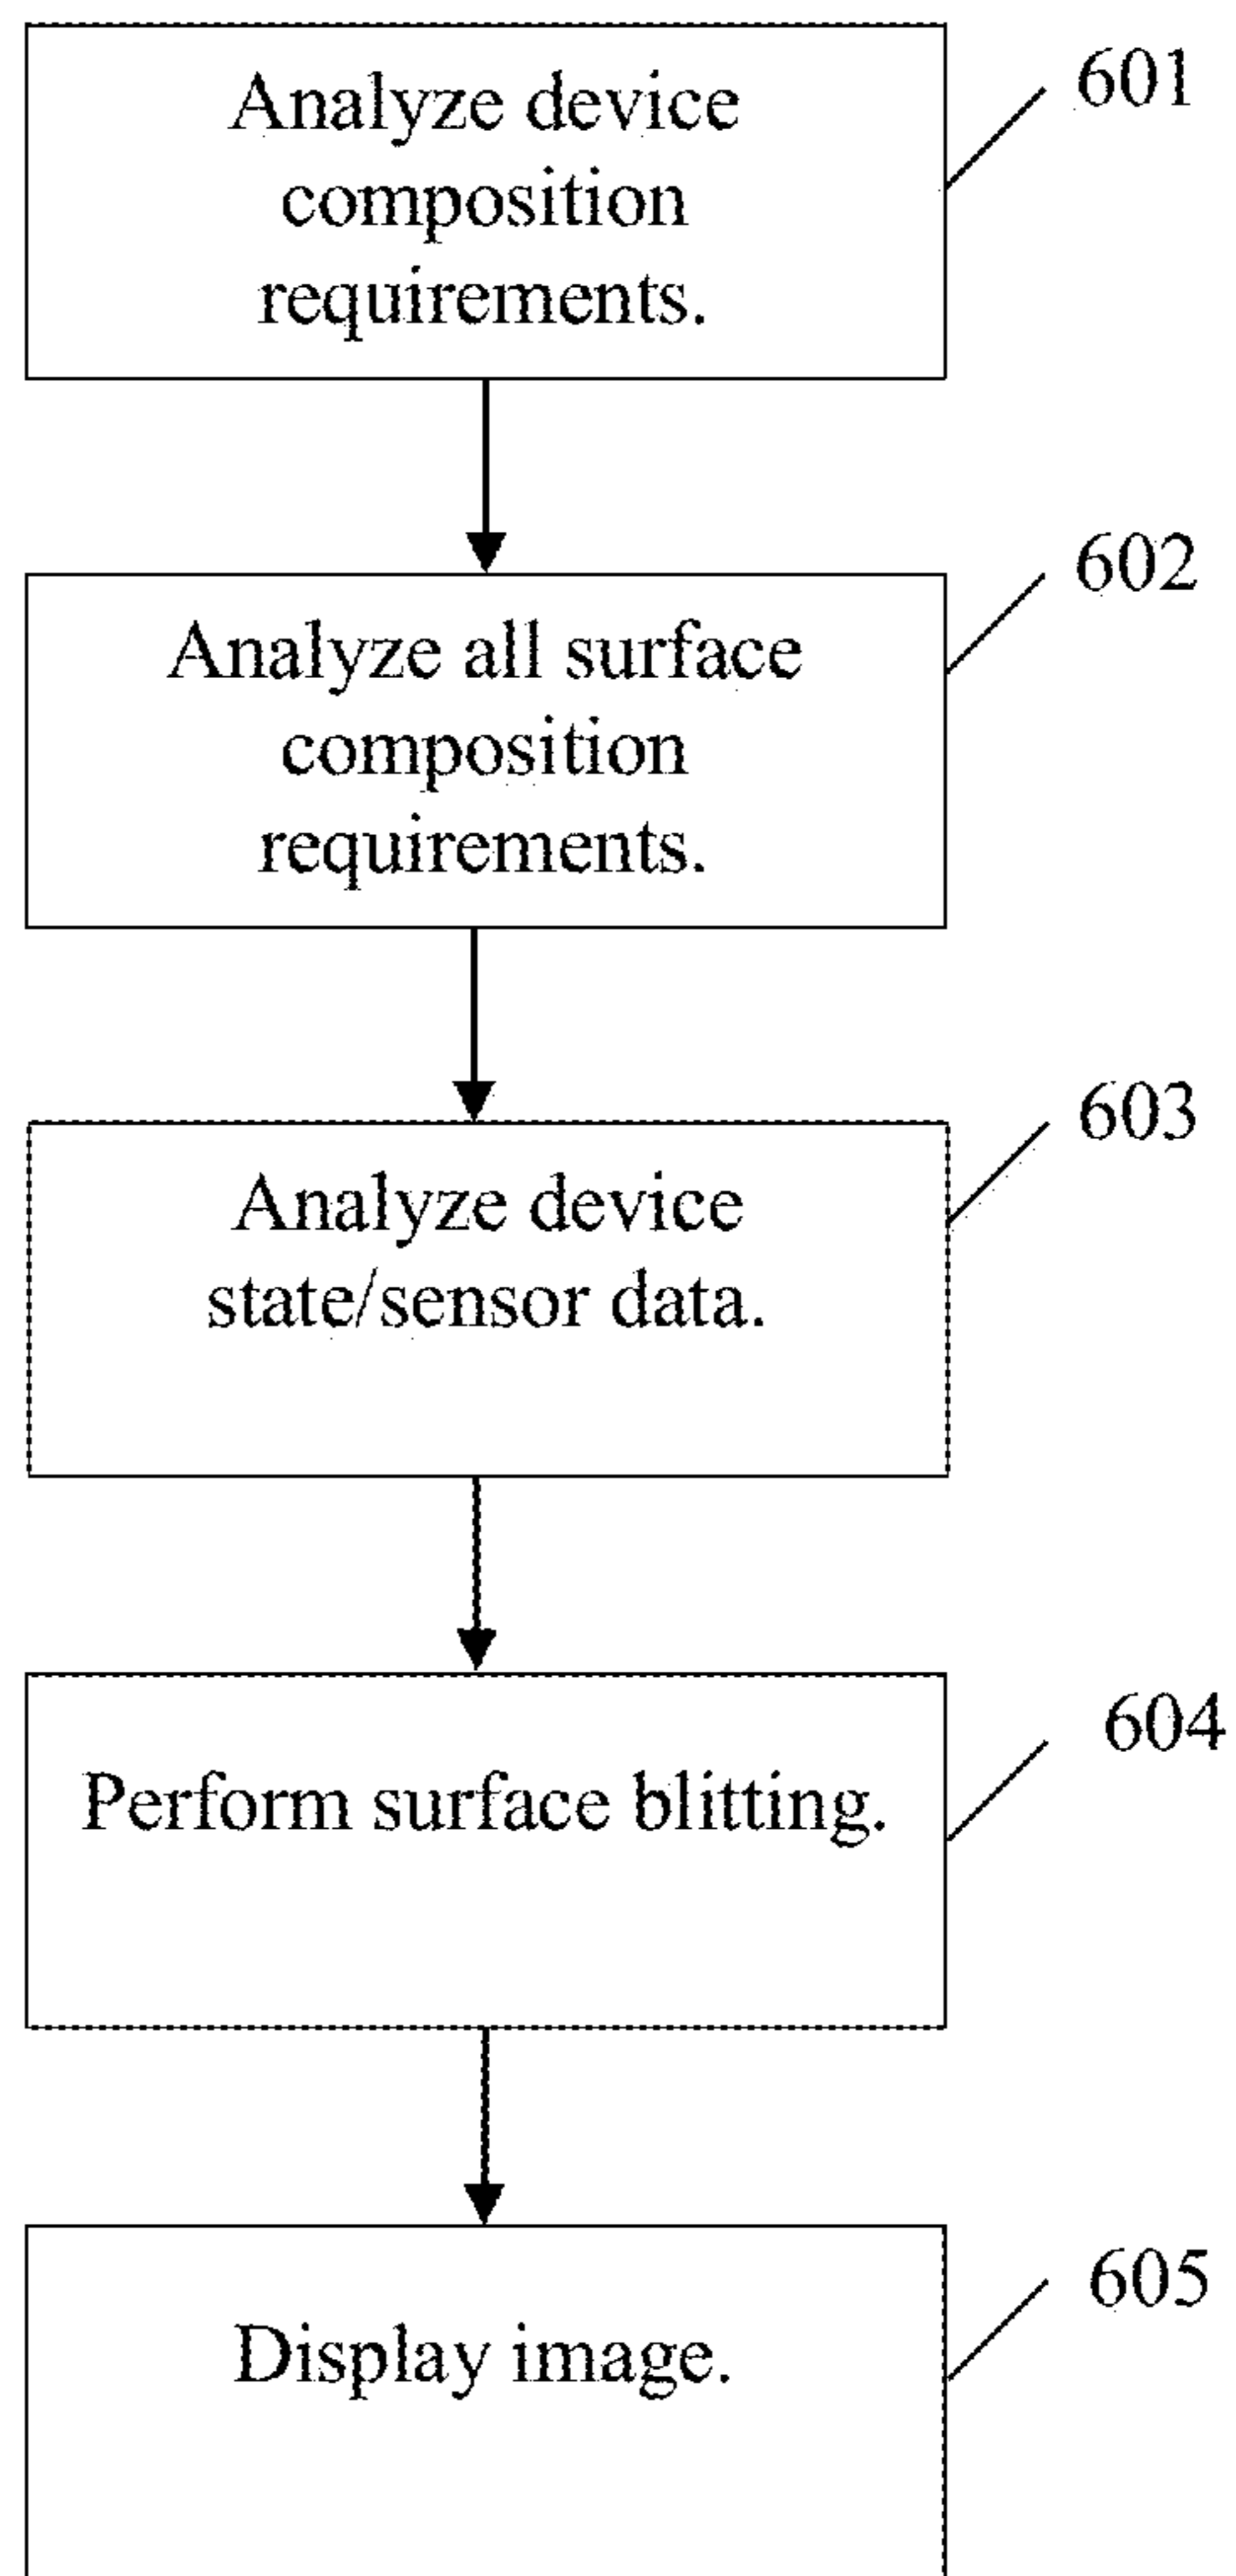 Analyze device
composition
requirements.
601
Analyze all surface
composition
requirements.
602
Analyze device
state/sensor data.
603
Perform surface blitting.
604
Display image.
605